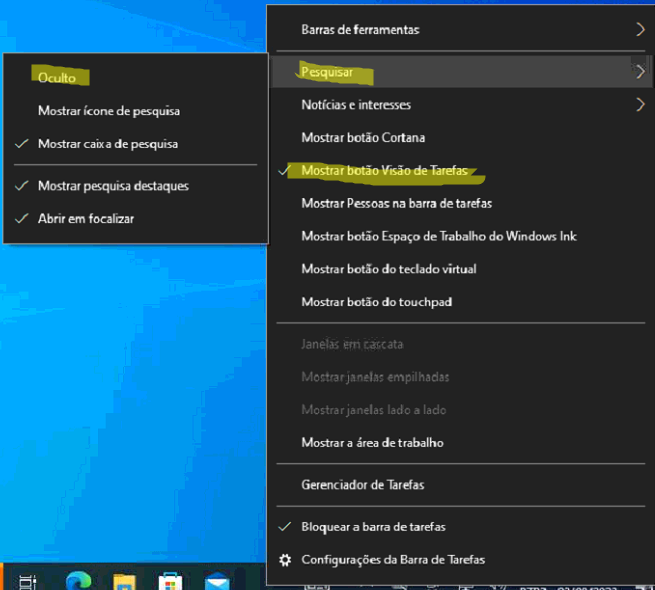 Oculto
Mostrar ícone de pesquisa
Mostrar caixa de pesquisa
Mostrar pesquisa destaques
Abrir em focalizar
Barras de ferramentas
Pesquisar
Notícias e interesses
Mostrar botão Cortana
Mostrar botão Visão de Tarefas
Mostrar Pessoas na barra de tarefas
Mostrar botão Espaço de Trabalho do Windows Ink
Mostrar botão do teclado virtual
Mostrar botão do touchpad
Janelas em cascata
Mostrar janelas empilhadas
Mostrar janelas lado a lado
Mostrar a área de trabalho
Gerenciador de Tarefas
Bloquear a barra de tarefas
Configurações da Barra de Tarefas